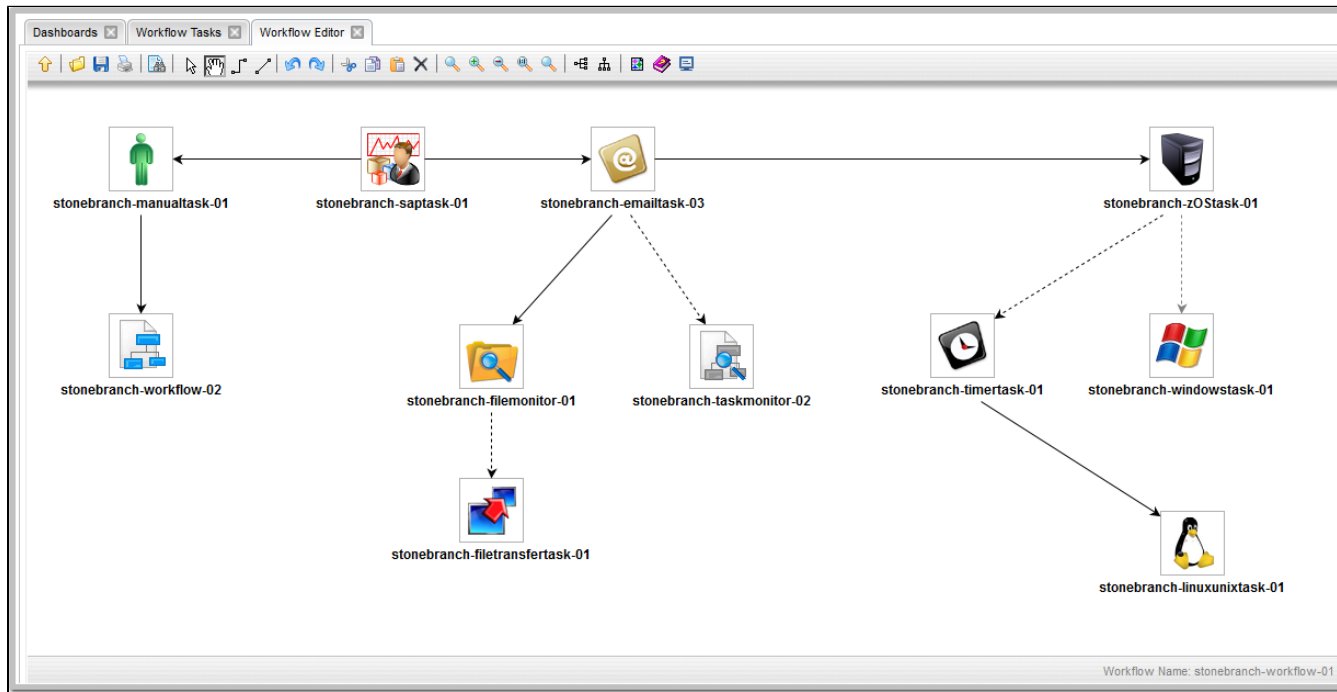 Dashboards
Workflow Tasks
Workflow Editor
stonebranch-manualtask-01
stonebranch-saptask-01
stonebranch-emailtask-03
stonebranch-zOStask-01
stonebranch-workflow-02
stonebranch-filemonitor-01
stonebranch-taskmonitor-02
stonebranch-timertask-01
stonebranch-windowstask-01
stonebranch-filetransfertask-01
stonebranch-linuxunixtask-01
Workflow Name: stonebranch-workflow-01